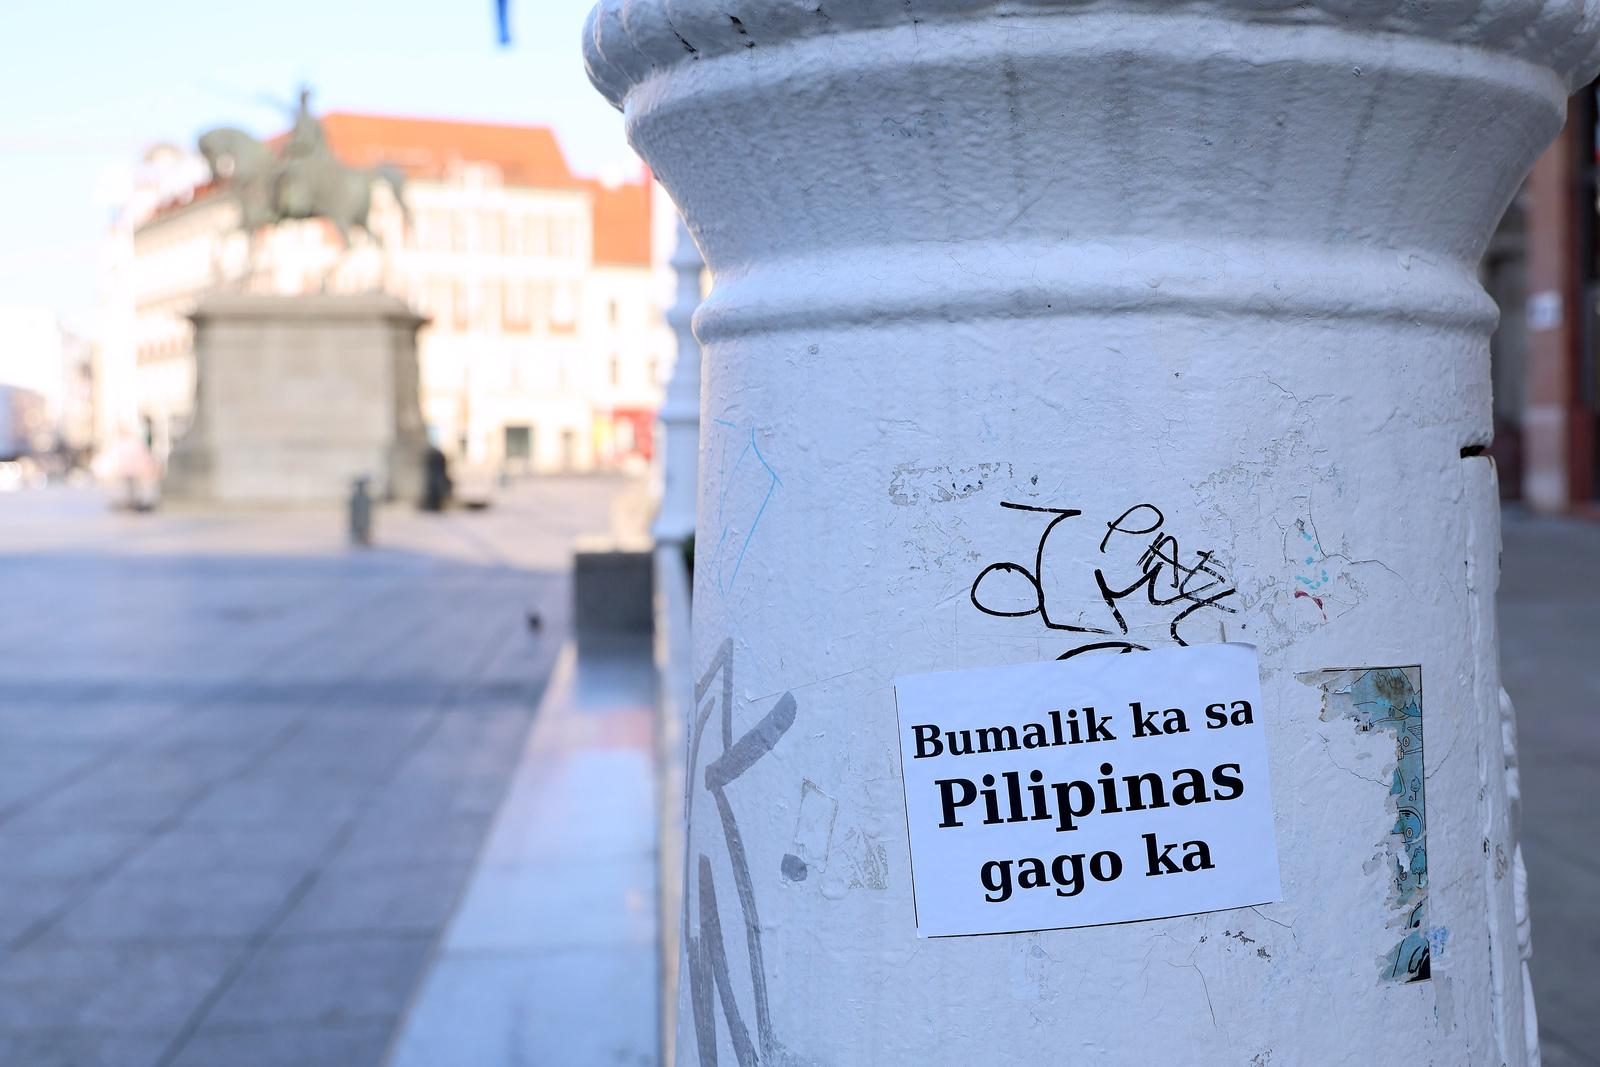 Bumalik ka sa
Pilipinas
gago ka